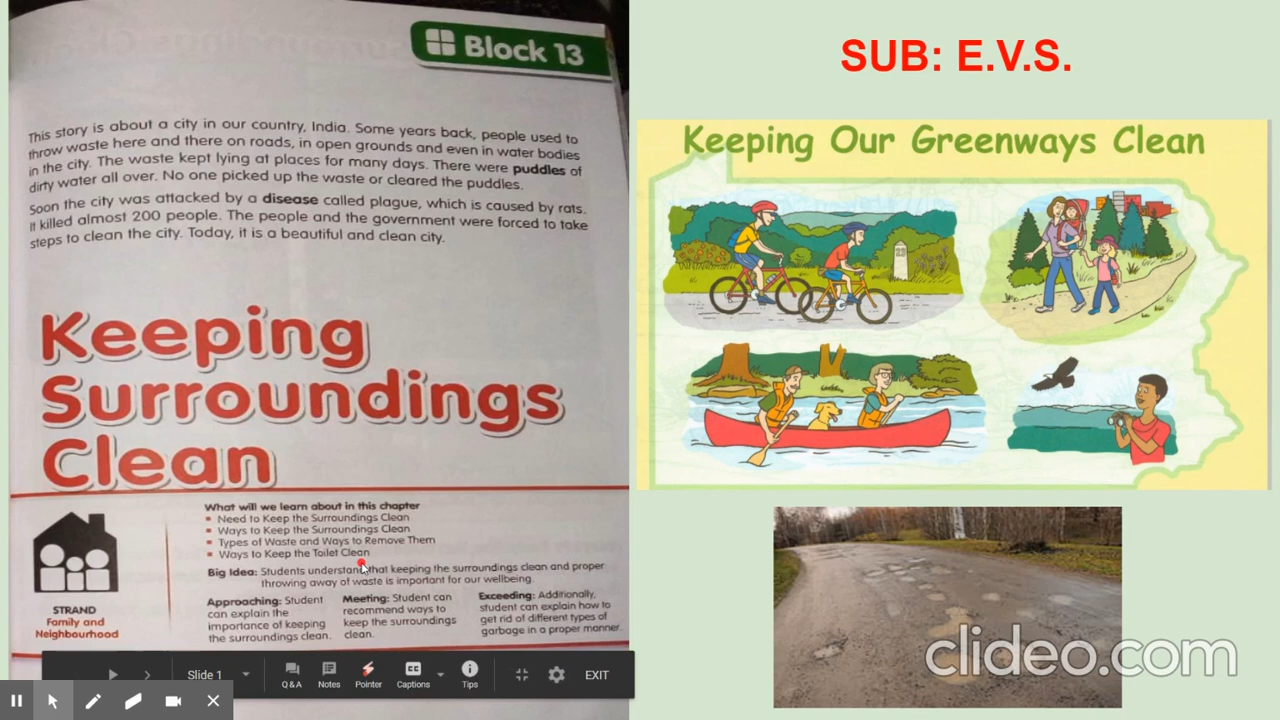 Block 13
This story is about a city in our country, India. Some years back, people used to
throw waste here and there on roads, in open grounds and even in water bodies
in the city. The waste kept lying at places for many days. There were puddles of
dirty water all over. No one picked up the waste or cleared the puddles.
Soon the city was attacked by a disease called plague, which is caused by rats.
It killed almost 200 people. The people and the government were forced to take
steps to clean the city. Today, it is a beautiful and clean city.
Keeping
Surroundings
Clean
What will we learn about in this chapter
Need to Keep the Surroundings Clean
Ways to Keep the Surroundings Clean
Types of Waste and Ways to Remove Them
Ways to Keep the Toilet Clean
Big Idea: Students understand that keeping the surroundings clean and proper
throwing away of waste is important for our wellbeing.
STRAND
Family and
Neighbourhood
Approaching: Student
can explain the
importance of keeping
the surroundings clean.
Meeting: Student can
recommend ways to
keep the surroundings
clean.
Exceeding: Additionally,
student can explain how to
get rid of different types of
garbage in a proper manner.
Slide 1
Q & A
Notes
Pointer
CC
Captions
Tips
EXIT
SUB: E.V.S.
Keeping Our Greenways Clean
23
clideo.com